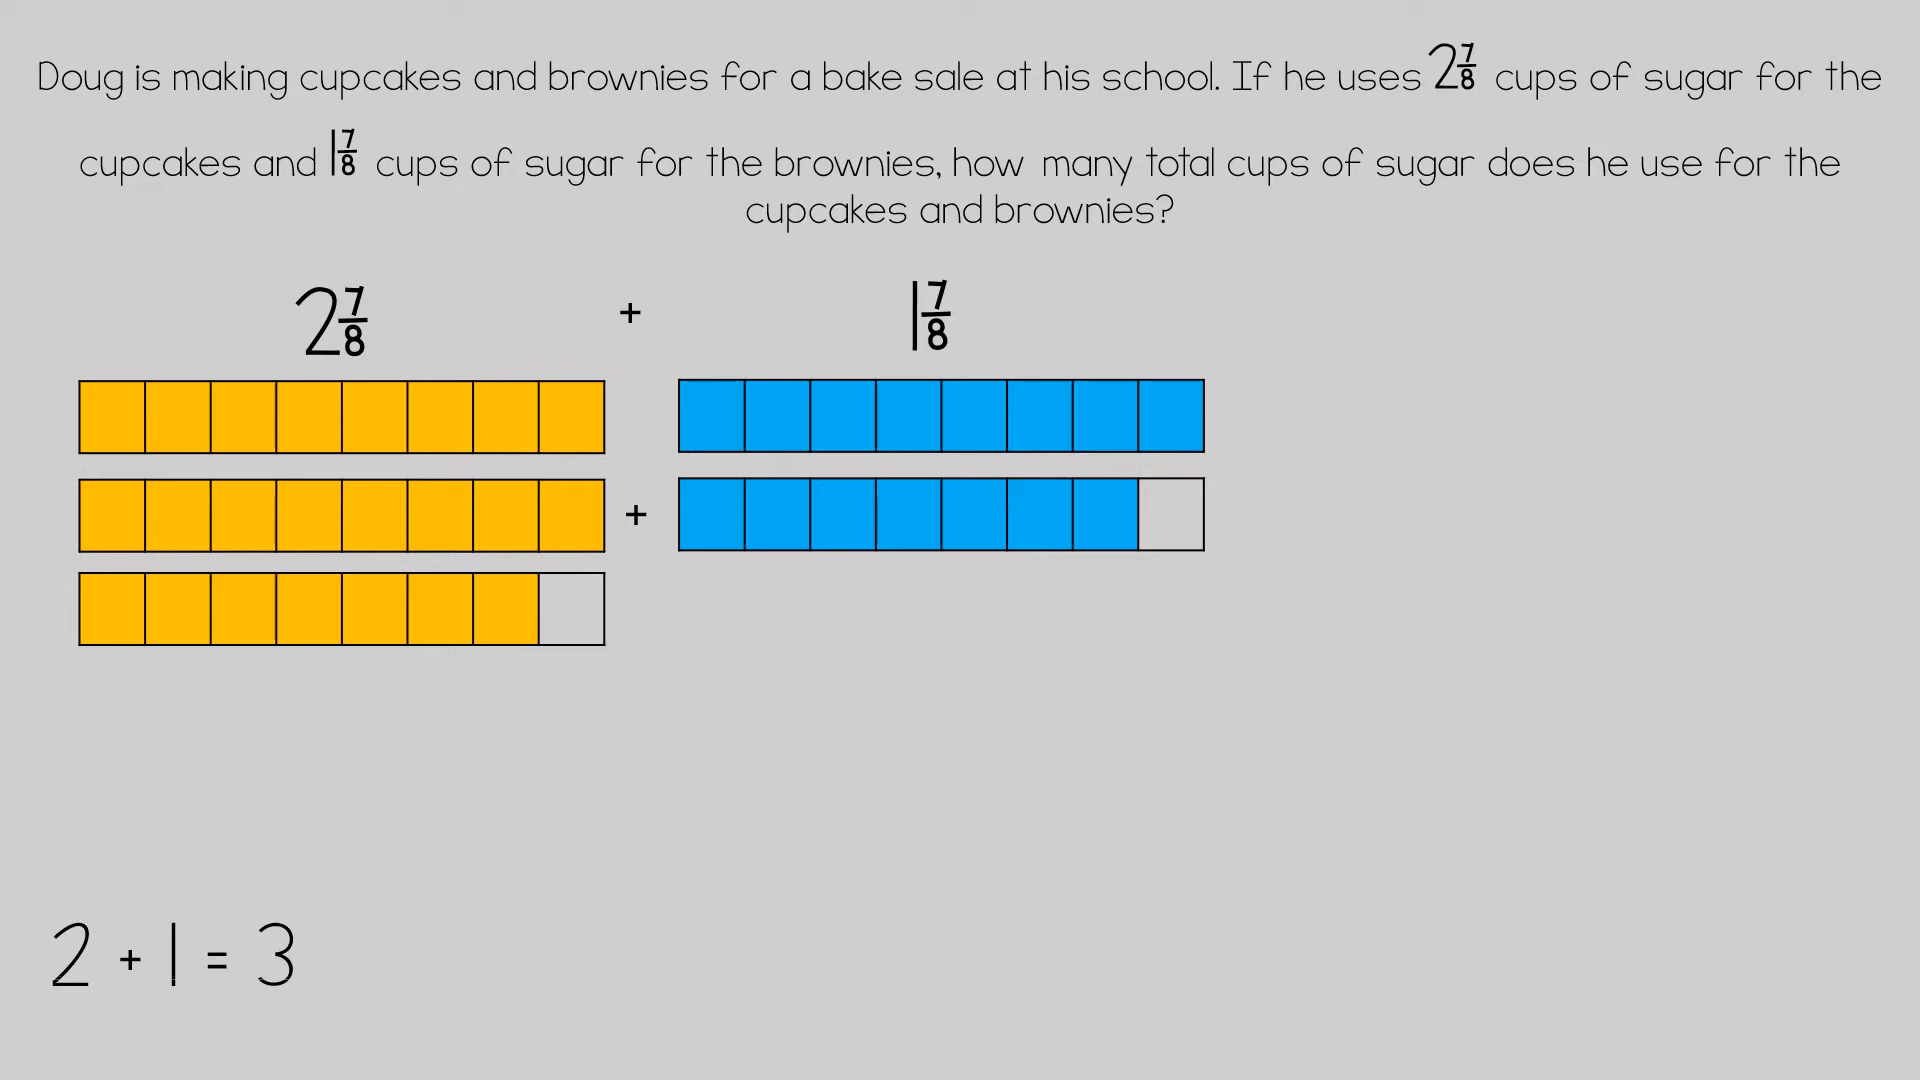 Doug is making cupcakes and brownies for a bake sale at his school. If he uses 2 7/8 cups of sugar for the
cupcakes and 1 7/8 cups of sugar for the brownies, how many total cups of sugar does he use for the
cupcakes and brownies?
2 7/8 + 1 7/8
+
2 + 1 = 3